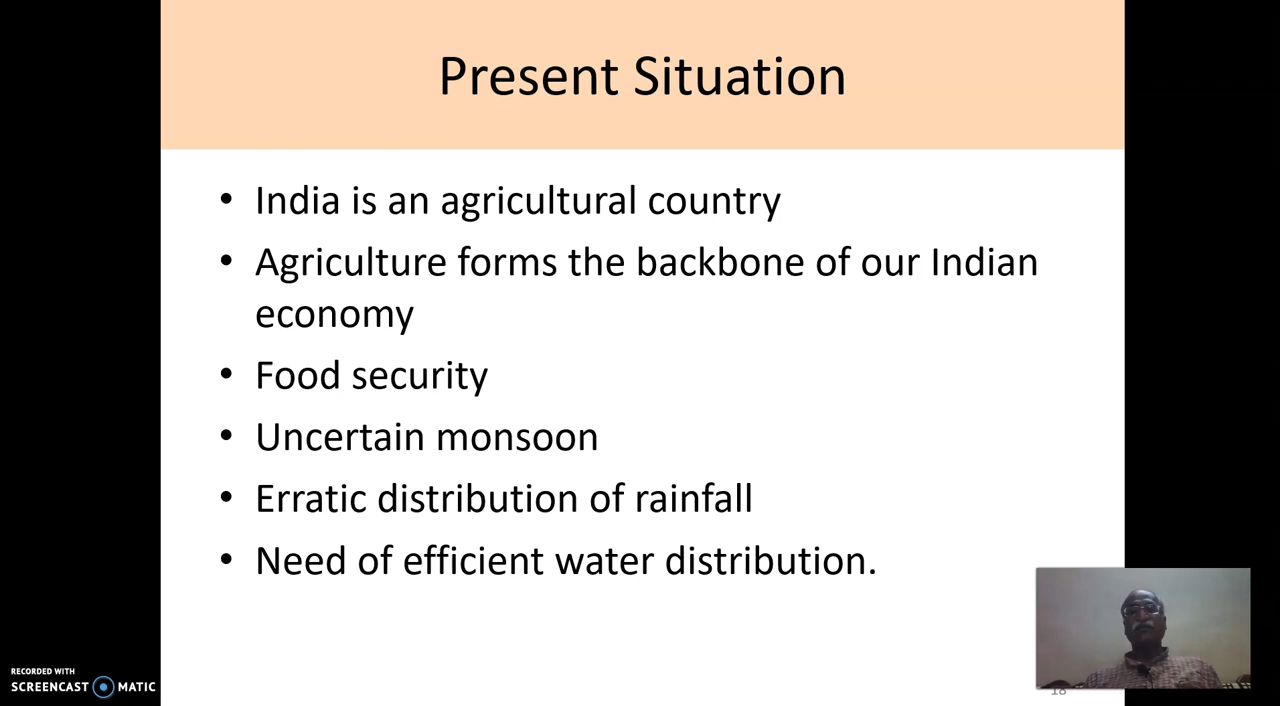 Present Situation
• India is an agricultural country
• Agriculture forms the backbone of our Indian
economy
• Food security
• Uncertain monsoon
• Erratic distribution of rainfall
• Need of efficient water distribution.
18
RECORDED WITH
SCREENCAST MATIC